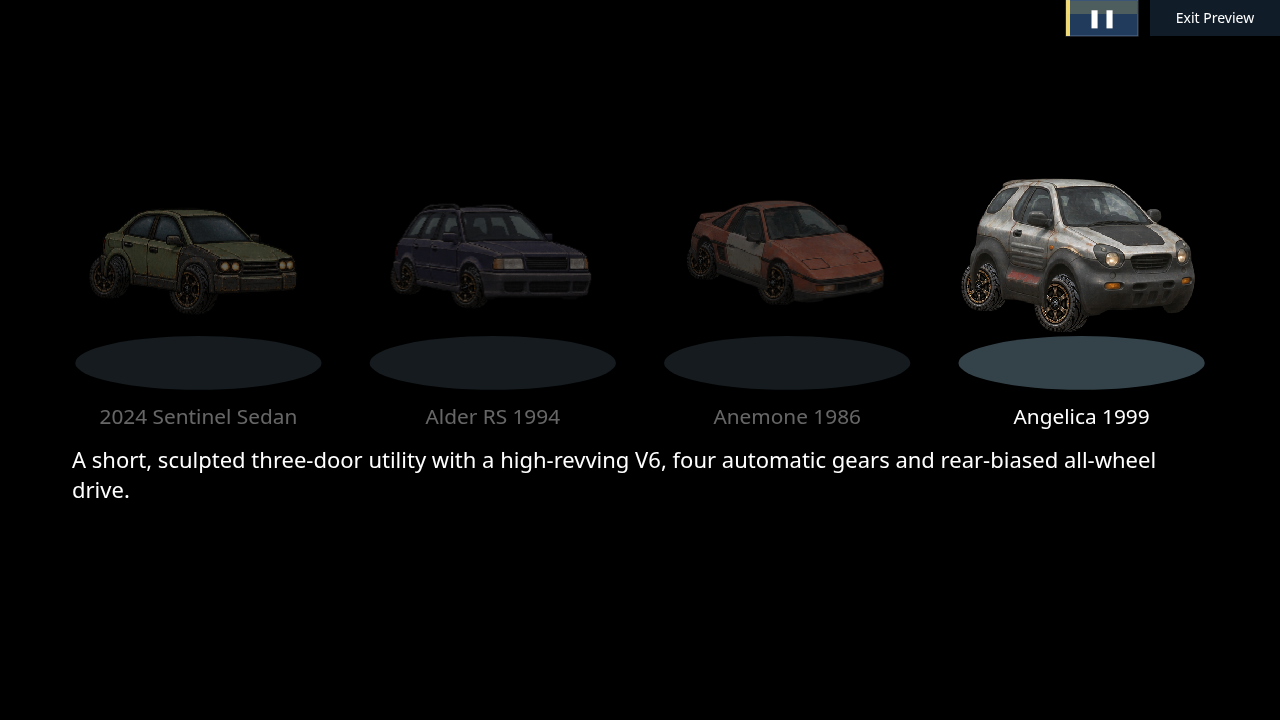 Exit Preview
2024 Sentinel Sedan
Alder RS 1994
Anemone 1986
Angelica 1999
A short, sculpted three-door utility with a high-revving V6, four automatic gears and rear-biased all-wheel
drive.